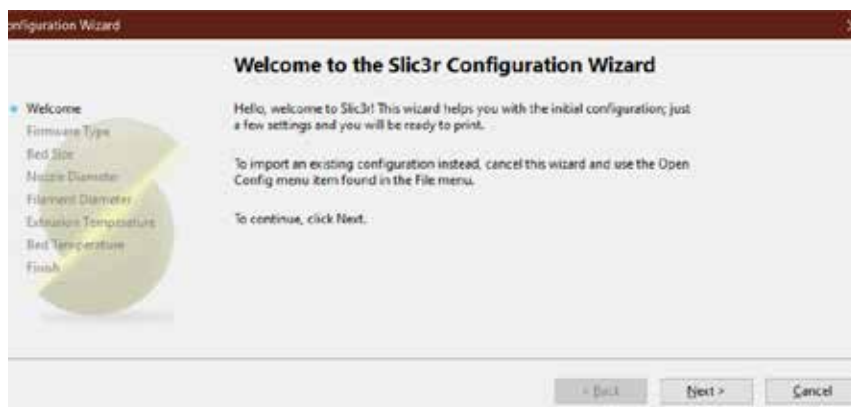 onfiguration Wizard
Welcome to the Slic3r Configuration Wizard
Welcome
Firmware Type
Bed Size
Nozzle Diameter
Filament Diameter
Extrusion Temperature
Bed Temperature
Finish
Hello, welcome to Slic3r! This wizard helps you with the initial configuration; just
a few settings and you will be ready to print.
To import an existing configuration instead, cancel this wizard and use the Open
Config menu item found in the File menu.
To continue, click Next.
< Back
Next >
Cancel